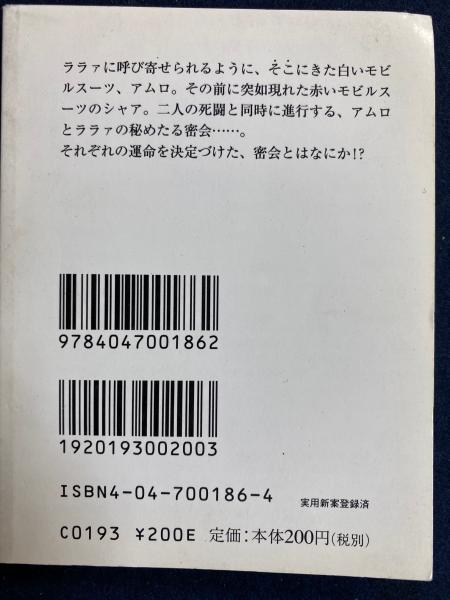 ララァに呼び寄せられるように、そこにきた白いモビ
ルスーツ、アムロ。その前に突如現れた赤いモビルス
ーツのシャア。二人の死闘と同時に進行する、アムロ
とララァの秘めたる密会……。
それぞれの運命を決定づけた、密会とはなにか!?
9784047001862
1920193002003
ISBN4-04-700186-4
実用新案登録済
C0193 ¥200E 定価:本体200円(税別)